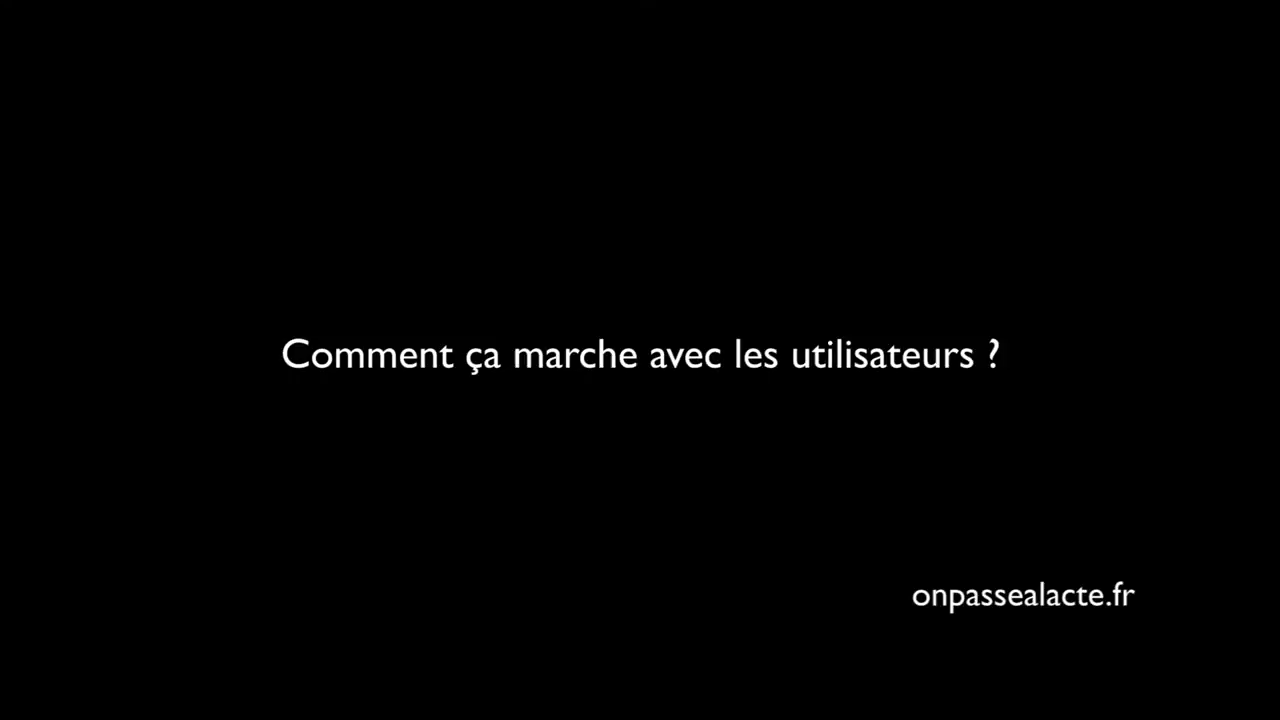 Comment ça marche avec les utilisateurs ?
onpassealacte.fr